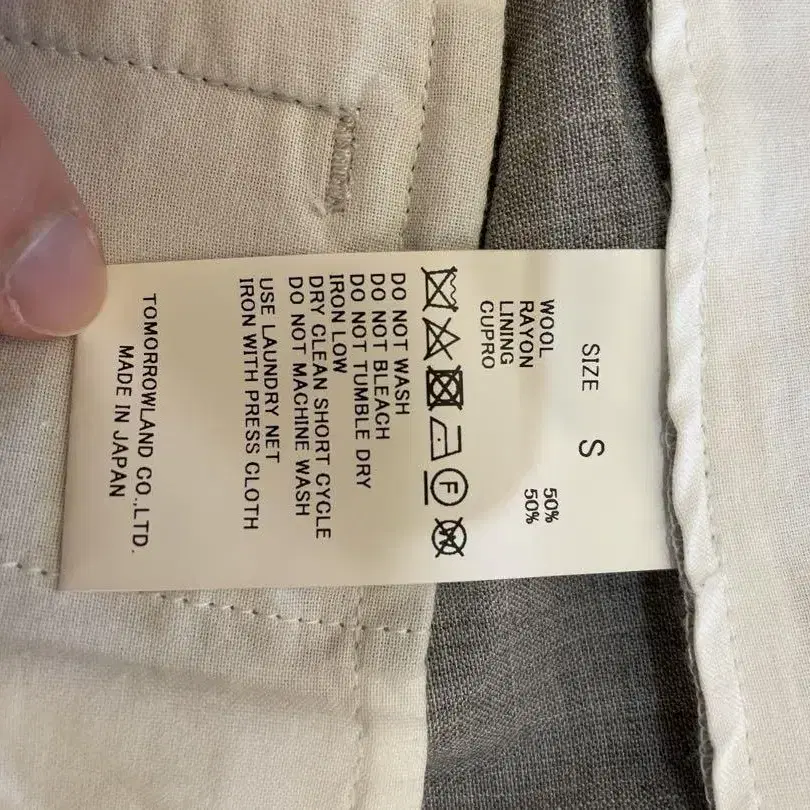 SIZE S
WOOL 50%
RAYON 50%
LINING
CUPRO
F
W
DO NOT WASH
DO NOT BLEACH
DO NOT TUMBLE DRY
IRON LOW
DRY CLEAN SHORT CYCLE
DO NOT MACHINE WASH
USE LAUNDRY NET
IRON WITH PRESS CLOTH
TOMORROWLAND CO.,LTD.
MADE IN JAPAN